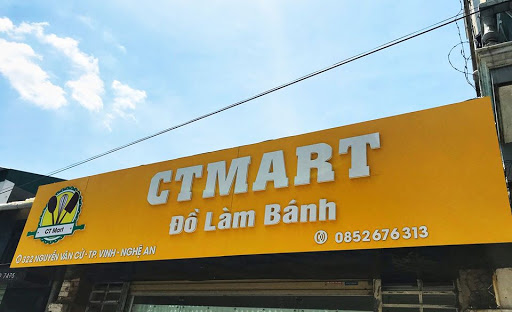 CTMART
Đồ Làm Bánh
CT Mart
0852676313
322 NGUYỄN VĂN CỪ - TP. VINH - NGHỆ AN